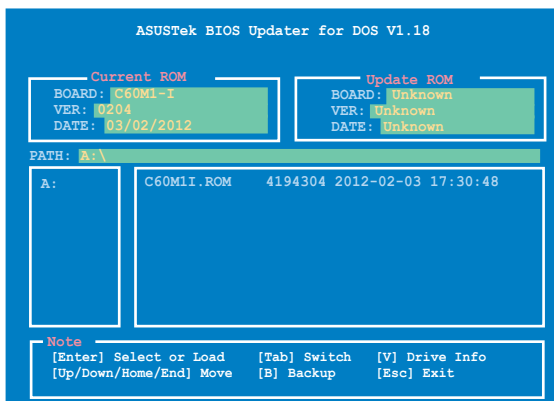 ASUSTek BIOS Updater for DOS V1.18
Current ROM
BOARD: C60M1-I
VER: 0204
DATE: 03/02/2012
Update ROM
BOARD: Unknown
VER: Unknown
DATE: Unknown
PATH: A:\
A:
C60M1I.ROM 4194304 2012-02-03 17:30:48
Note
[Enter] Select or Load [Tab] Switch [V] Drive Info
[Up/Down/Home/End] Move [B] Backup [Esc] Exit